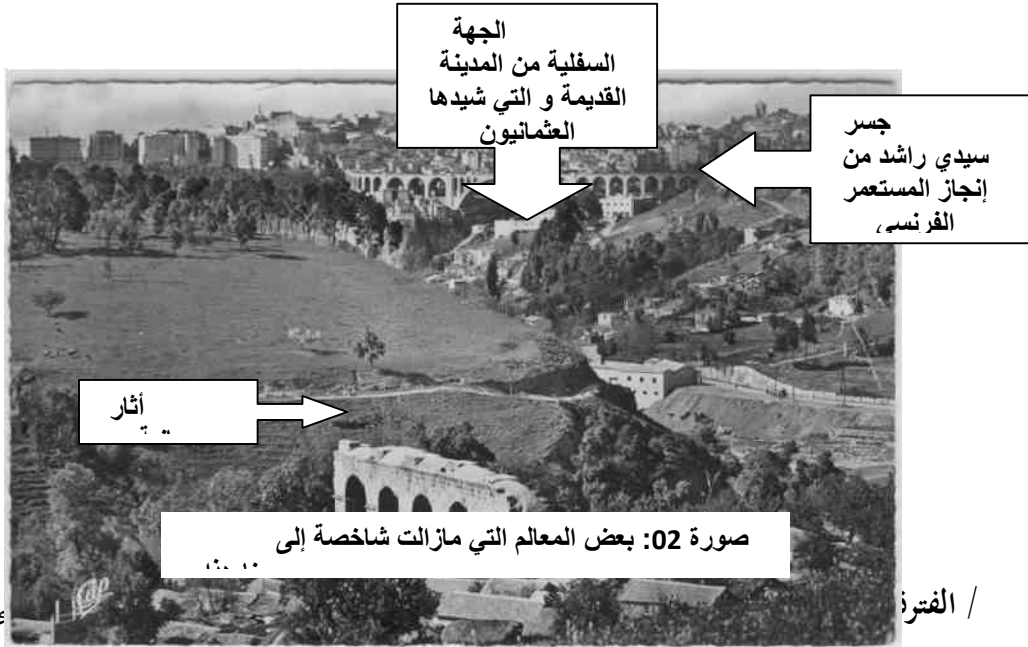 الجهة
السفلية من المدينة
القديمة و التي شيدها
العثمانيون
جسر
سيدي راشد من
إنجاز المستعمر
الفرنسي
أثار
صورة 02: بعض المعالم التي مازالت شاخصة إلى
/ الفترة
Cap